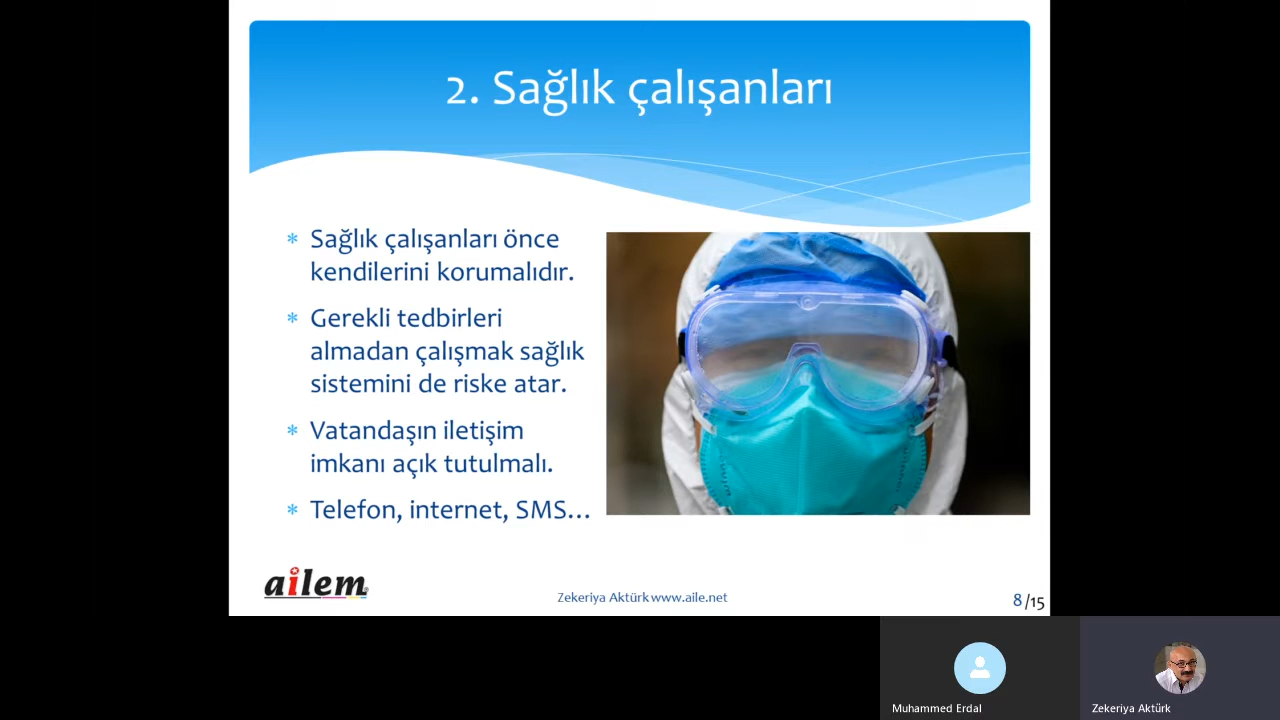 2. Sağlık çalışanları
* Sağlık çalışanları önce
kendilerini korumalıdır.
* Gerekli tedbirleri
almadan çalışmak sağlık
sistemini de riske atar.
* Vatandaşın iletişim
imkanı açık tutulmalı.
* Telefon, internet, SMS…
ailem
Zekeriya Aktürk www.aile.net
8/15
Muhammed Erdal
Zekeriya Aktürk